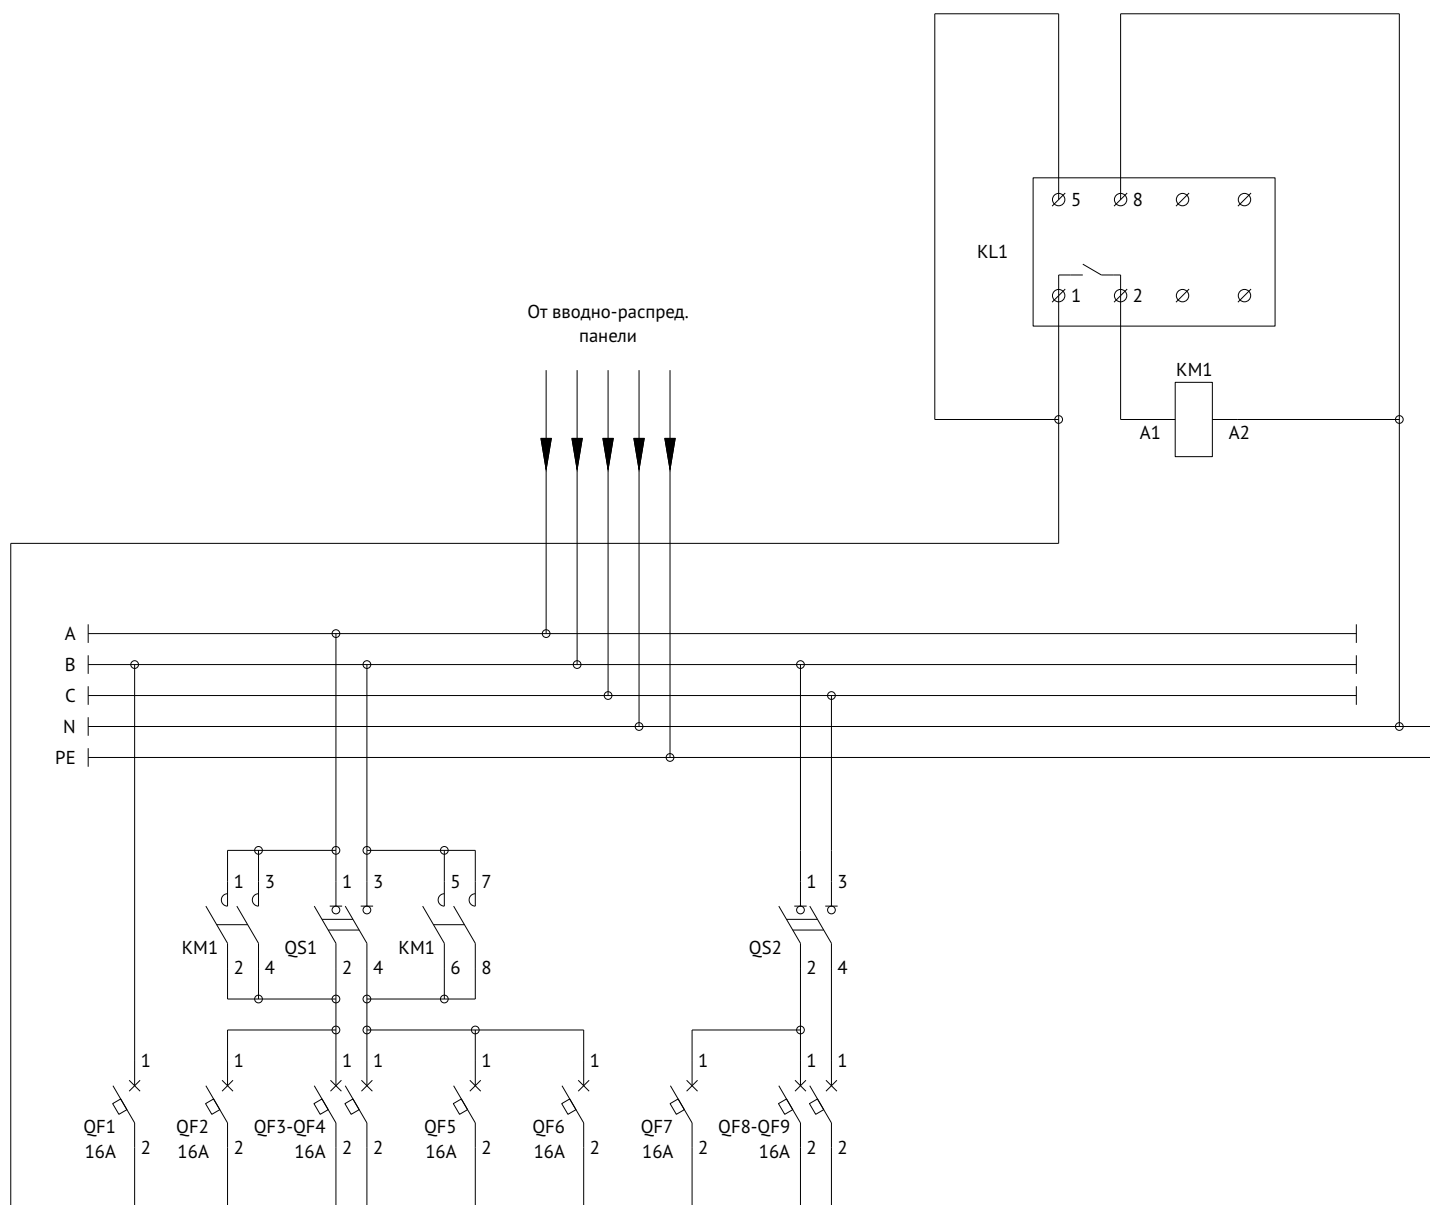 5 8
KL1
1 2
От вводно-распред.
панели
KM1
A1 A2
A
B
C
N
PE
1 3 1 3 5 7 1 3
KM1 QS1 KM1 QS2
2 4 2 4 6 8 2 4
1 1 1 1 1 1 1 1 1
QF1 QF2 QF3-QF4 QF5 QF6 QF7 QF8-QF9
16A 2 16A 2 16A 2 2 16A 2 16A 2 16A 2 16A 2 2